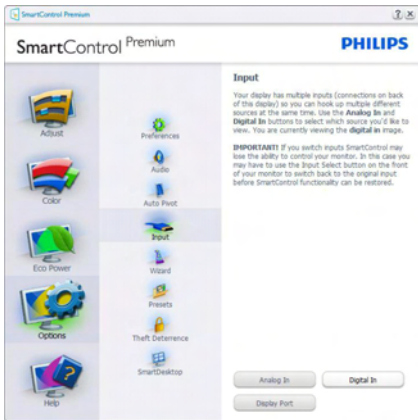 SmartControl Premium
SmartControl Premium
PHILIPS
Adjust
Color
Eco Power
Options
Help
Preferences
Audio
Auto Pivot
Input
Wizard
Presets
Theft Deterrence
SmartDesktop
Input
Your display has multiple inputs (connections on back
of this display) so you can hook up multiple different
sources at the same time. Use the Analog In and
Digital In buttons to select which source you'd like to
view. You are currently viewing the digital in image.
IMPORTANT! If you switch inputs SmartControl may
lose the ability to control your monitor. In this case you
may have to use the Input Select button on the front
of your monitor to switch back to the original input
before SmartControl functionality can be restored.
Analog In
Digital In
Display Port